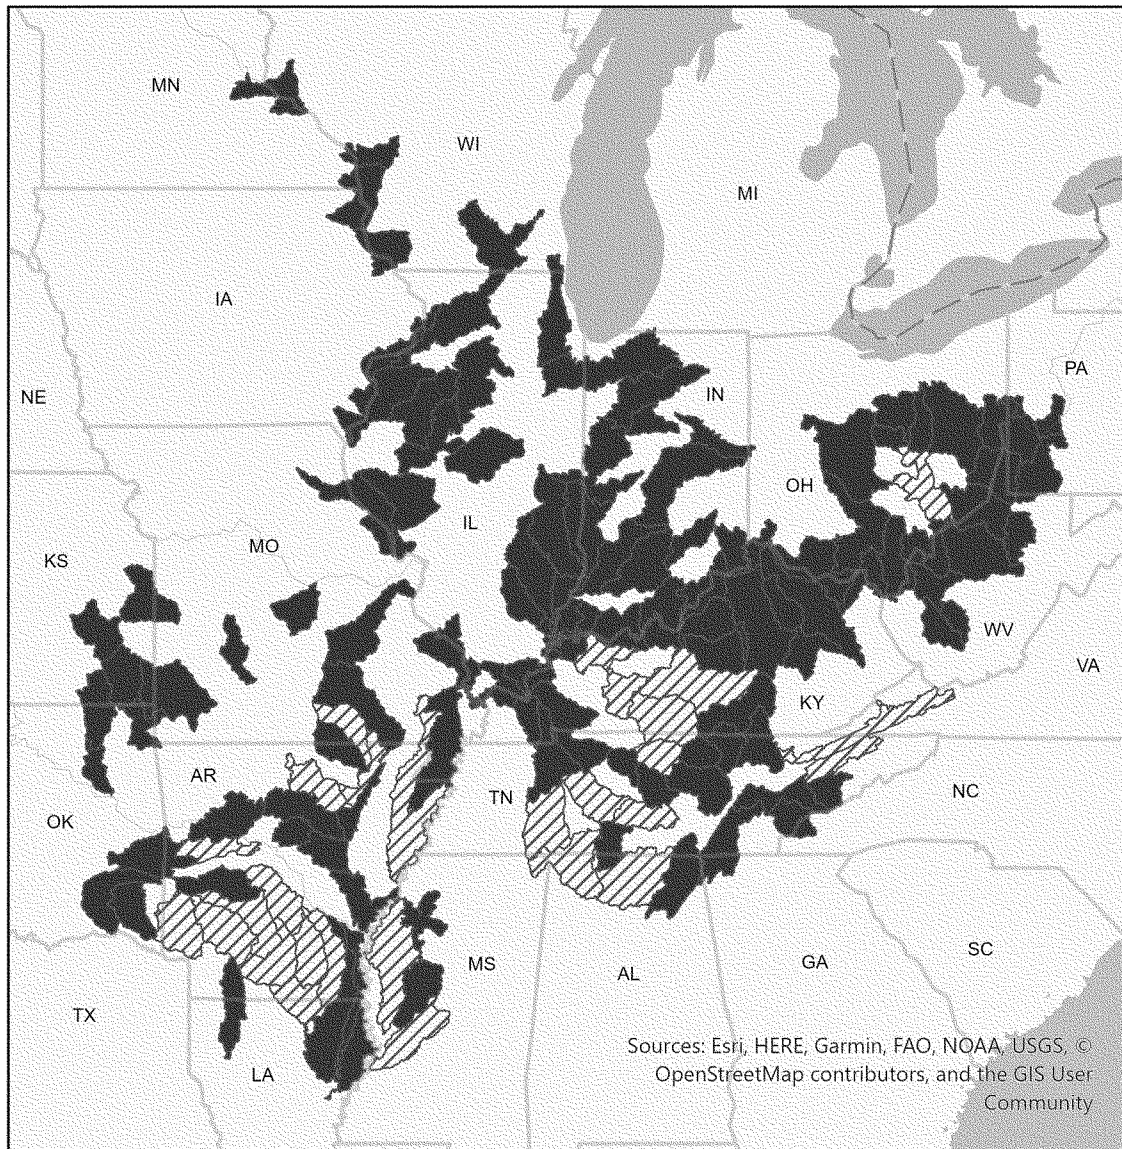 MN
WI
MI
IA
NE
PA
IN
OH
IL
MO
KS
WV
VA
KY
AR
TN
NC
OK
MS
AL
GA
SC
TX
LA
Sources: Esri, HERE, Garmin, FAO, NOAA, USGS, ©
OpenStreetMap contributors, and the GIS User
Community